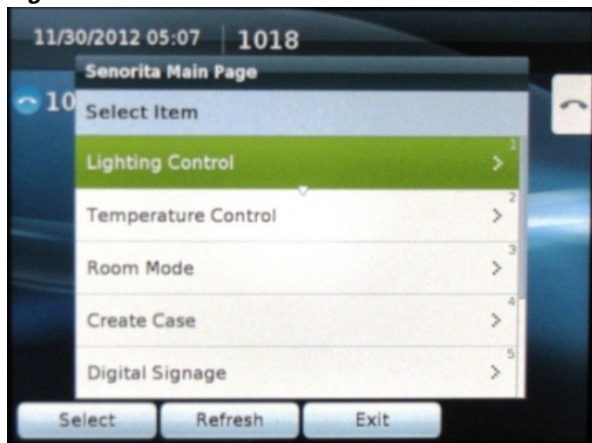 11/30/2012 05:07 1018
Senorita Main Page
10
Select Item
Lighting Control 1
Temperature Control 2
Room Mode 3
Create Case 4
Digital Signage 5
Select Refresh Exit